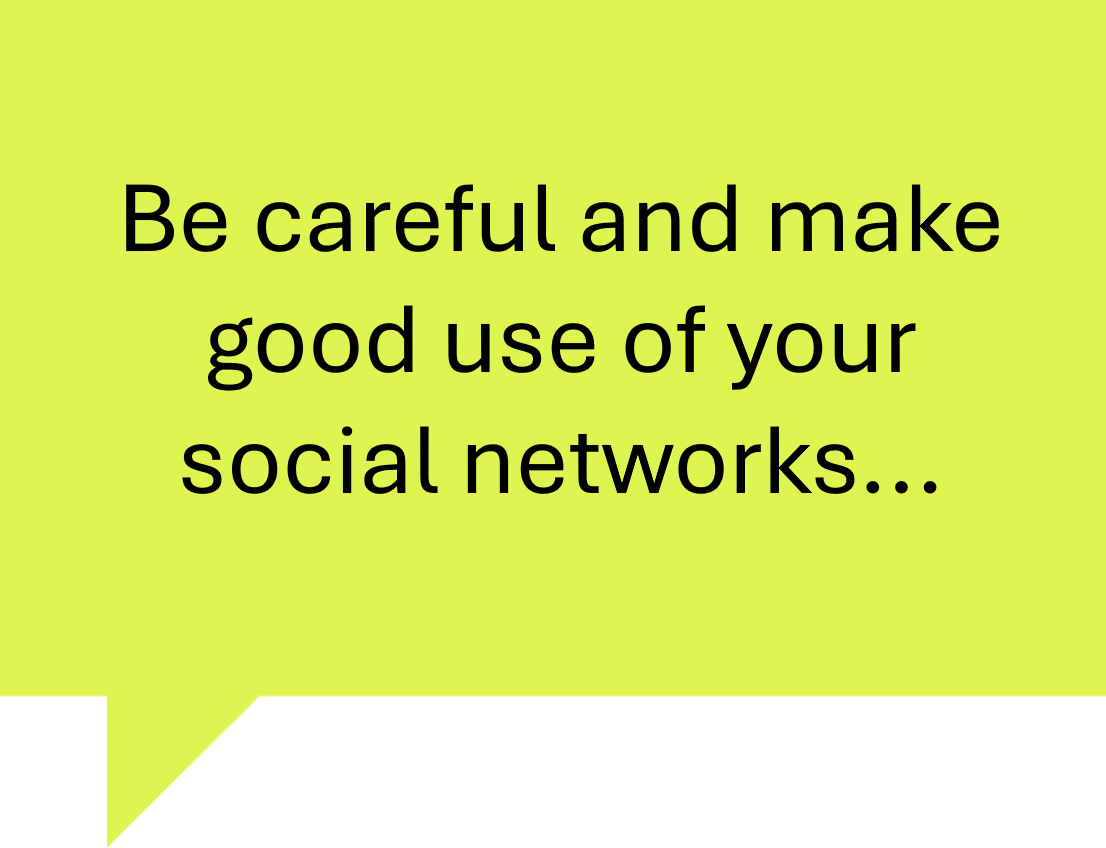 Be careful and make
good use of your
social networks...